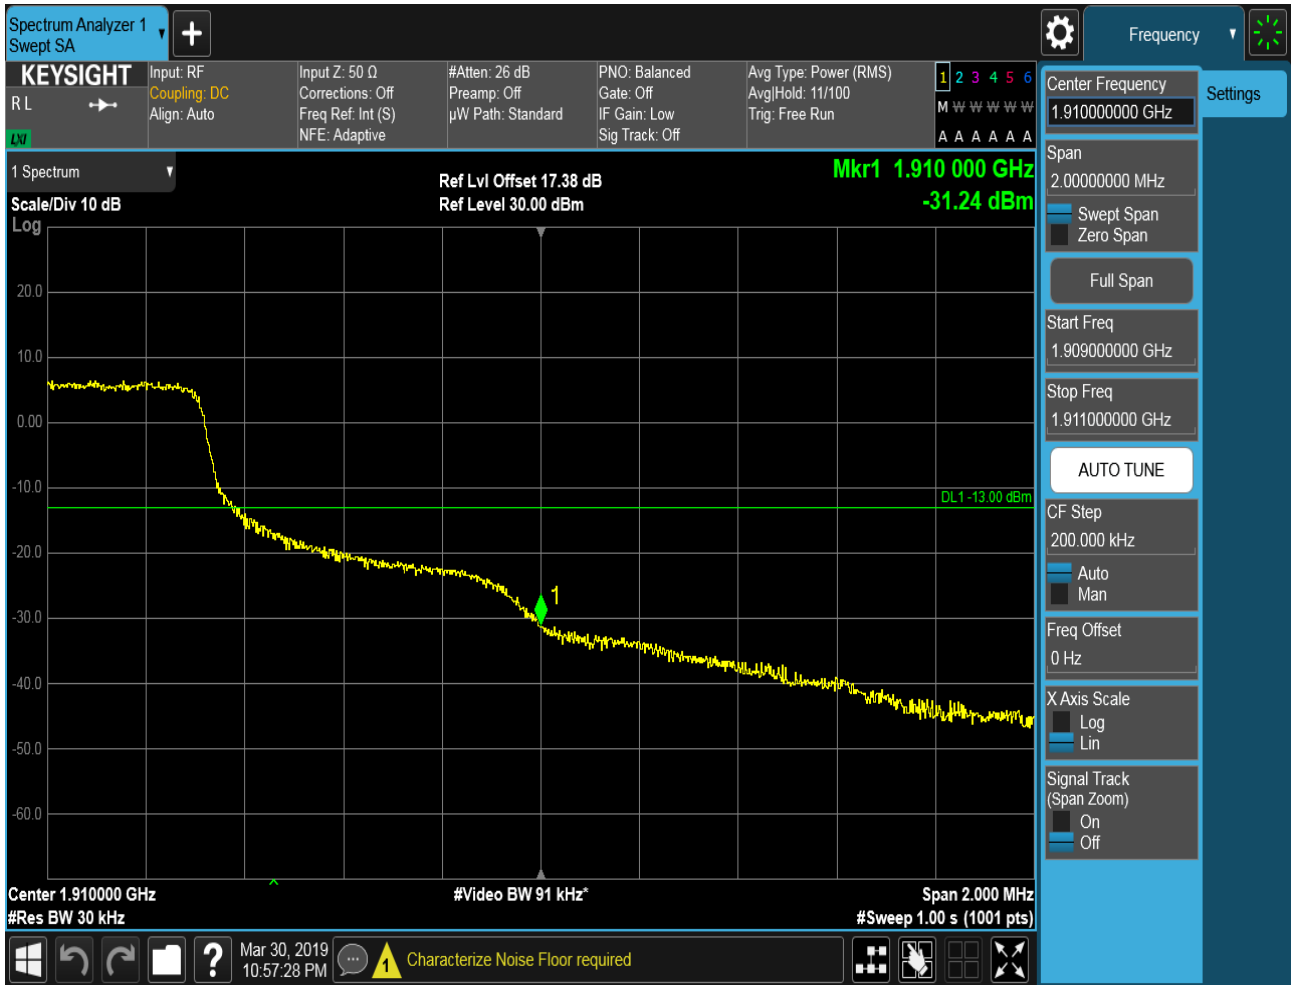 Spectrum Analyzer 1
Swept SA
Frequency
KEYSIGHT
R L
LXI
Input: RF
Coupling: DC
Align: Auto
Input Z: 50 Ω
Corrections: Off
Freq Ref: Int (S)
NFE: Adaptive
#Atten: 26 dB
Preamp: Off
µW Path: Standard
PNO: Balanced
Gate: Off
IF Gain: Low
Sig Track: Off
Avg Type: Power (RMS)
Avg|Hold: 11/100
Trig: Free Run
1 2 3 4 5 6
M W W W W W
A A A A A A
1 Spectrum
Scale/Div 10 dB
Log
Ref Lvl Offset 17.38 dB
Ref Level 30.00 dBm
Mkr1 1.910 000 GHz
-31.24 dBm
20.0
10.0
0.00
-10.0
-20.0
-30.0
-40.0
-50.0
-60.0
DL1 -13.00 dBm
1
Center 1.910000 GHz
#Res BW 30 kHz
#Video BW 91 kHz*
Span 2.000 MHz
#Sweep 1.00 s (1001 pts)
Center Frequency
1.910000000 GHz
Settings
Span
2.00000000 MHz
Swept Span
Zero Span
Full Span
Start Freq
1.909000000 GHz
Stop Freq
1.911000000 GHz
AUTO TUNE
CF Step
200.000 kHz
Auto
Man
Freq Offset
0 Hz
X Axis Scale
Log
Lin
Signal Track
(Span Zoom)
On
Off
?
Mar 30, 2019
10:57:28 PM
1
Characterize Noise Floor required